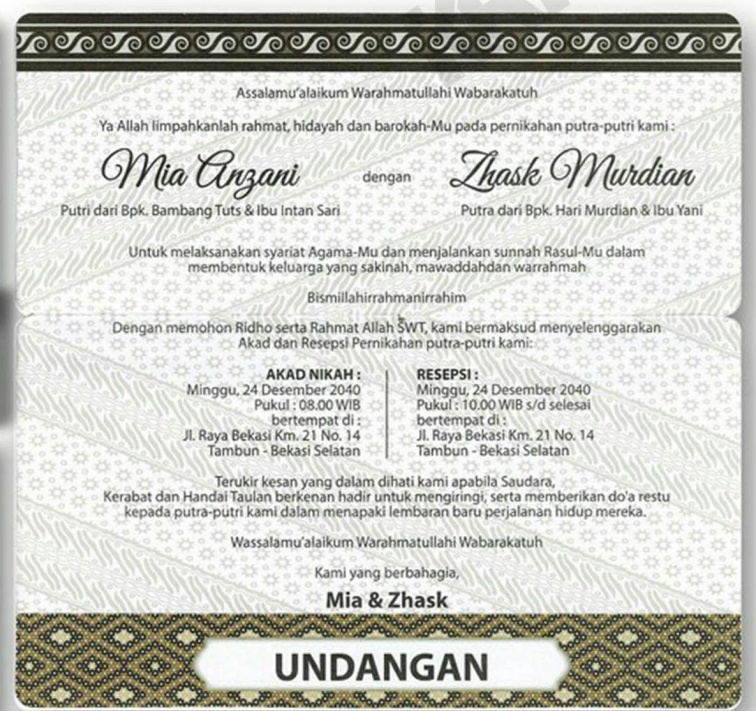 Assalamu'alaikum Warahmatullahi Wabarakatuh
Ya Allah limpahkanlah rahmat, hidayah dan barokah-Mu pada pernikahan putra-putri kami :
Mia Anzani dengan Zhask Murdian
Putri dari Bpk. Bambang Tuts & Ibu Intan Sari
Putra dari Bpk. Hari Murdian & Ibu Yani
Untuk melaksanakan syariat Agama-Mu dan menjalankan sunnah Rasul-Mu dalam
membentuk keluarga yang sakinah, mawaddahdan warrahmah
Bismillahirrahmanirrahim
Dengan memohon Ridho serta Rahmat Allah SWT, kami bermaksud menyelenggarakan
Akad dan Resepsi Pernikahan putra-putri kami:
AKAD NIKAH :
Minggu, 24 Desember 2040
Pukul : 08.00 WIB
bertempat di :
Jl. Raya Bekasi Km. 21 No. 14
Tambun - Bekasi Selatan
RESEPSI :
Minggu, 24 Desember 2040
Pukul : 10.00 WIB s/d selesai
bertempat di :
Jl. Raya Bekasi Km. 21 No. 14
Tambun - Bekasi Selatan
Terukir kesan yang dalam dihati kami apabila Saudara,
Kerabat dan Handai Taulan berkenan hadir untuk mengiringi, serta memberikan do'a restu
kepada putra-putri kami dalam menapaki lembaran baru perjalanan hidup mereka.
Wassalamu'alaikum Warahmatullahi Wabarakatuh
Kami yang berbahagia,
Mia & Zhask
UNDANGAN